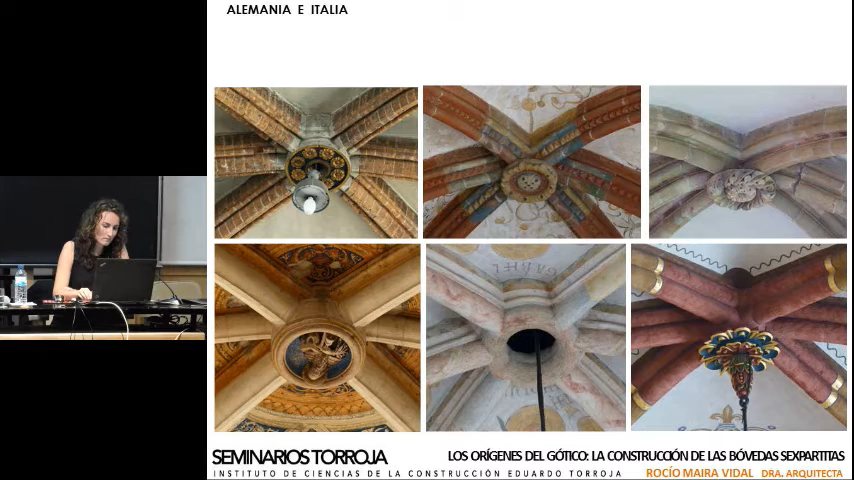 ALEMANIA E ITALIA
SEMINARIOS TORROJA
INSTITUTO DE CIENCIAS DE LA CONSTRUCCIÓN EDUARDO TORROJA
LOS ORÍGENES DEL GÓTICO: LA CONSTRUCCIÓN DE LAS BÓVEDAS SEXPARTITAS
ROCÍO MAIRA VIDAL DRA. ARQUITECTA